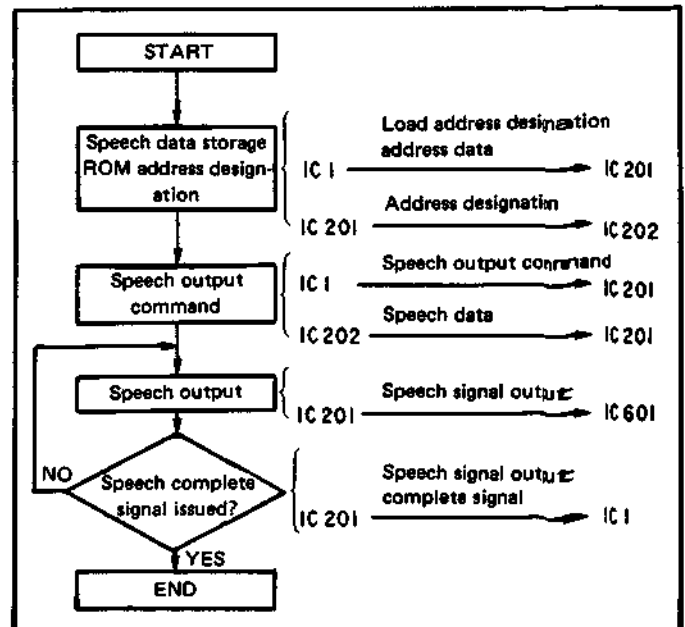 START
Speech data storage
ROM address design-
ation
Load address designation
address data
IC 1
IC 201
Address designation
IC 201
IC 202
Speech output
command
Speech output command
IC 1
IC 201
Speech data
IC 202
IC 201
Speech output
Speech signal output
IC 201
IC 601
NO
Speech complete
signal issued?
Speech signal output
complete signal
IC 201
IC 1
YES
END